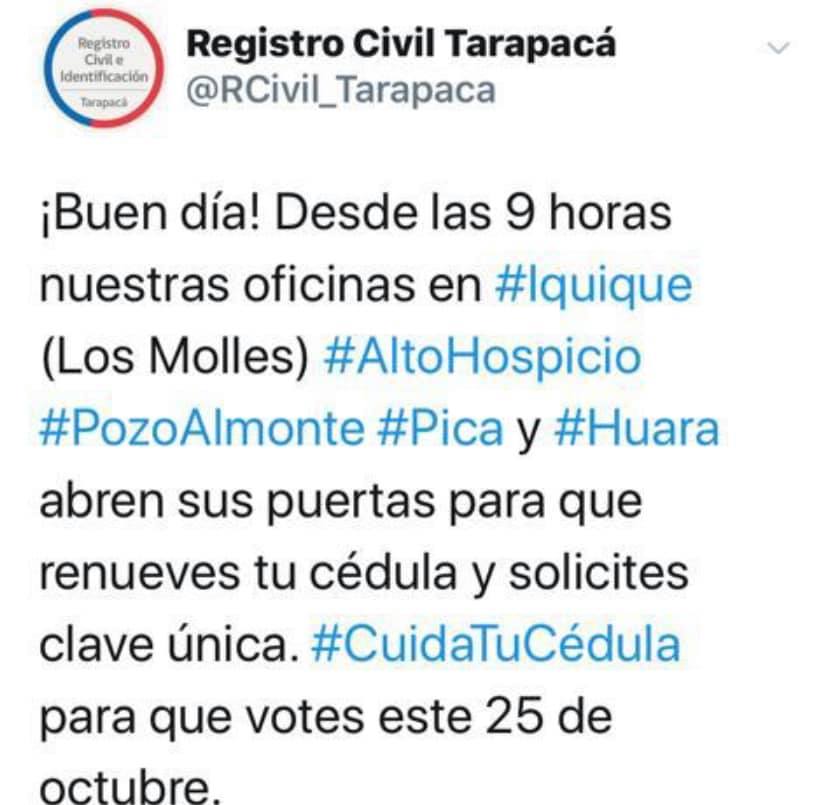 Registro
Civil e
Identificación
Tarapacá
Registro Civil Tarapacá
@RCivil_Tarapaca
¡Buen día! Desde las 9 horas
nuestras oficinas en #Iquique
(Los Molles) #AltoHospicio
#PozoAlmonte #Pica y #Huara
abren sus puertas para que
renueves tu cédula y solicites
clave única. #CuidaTuCédula
para que votes este 25 de
octubre.